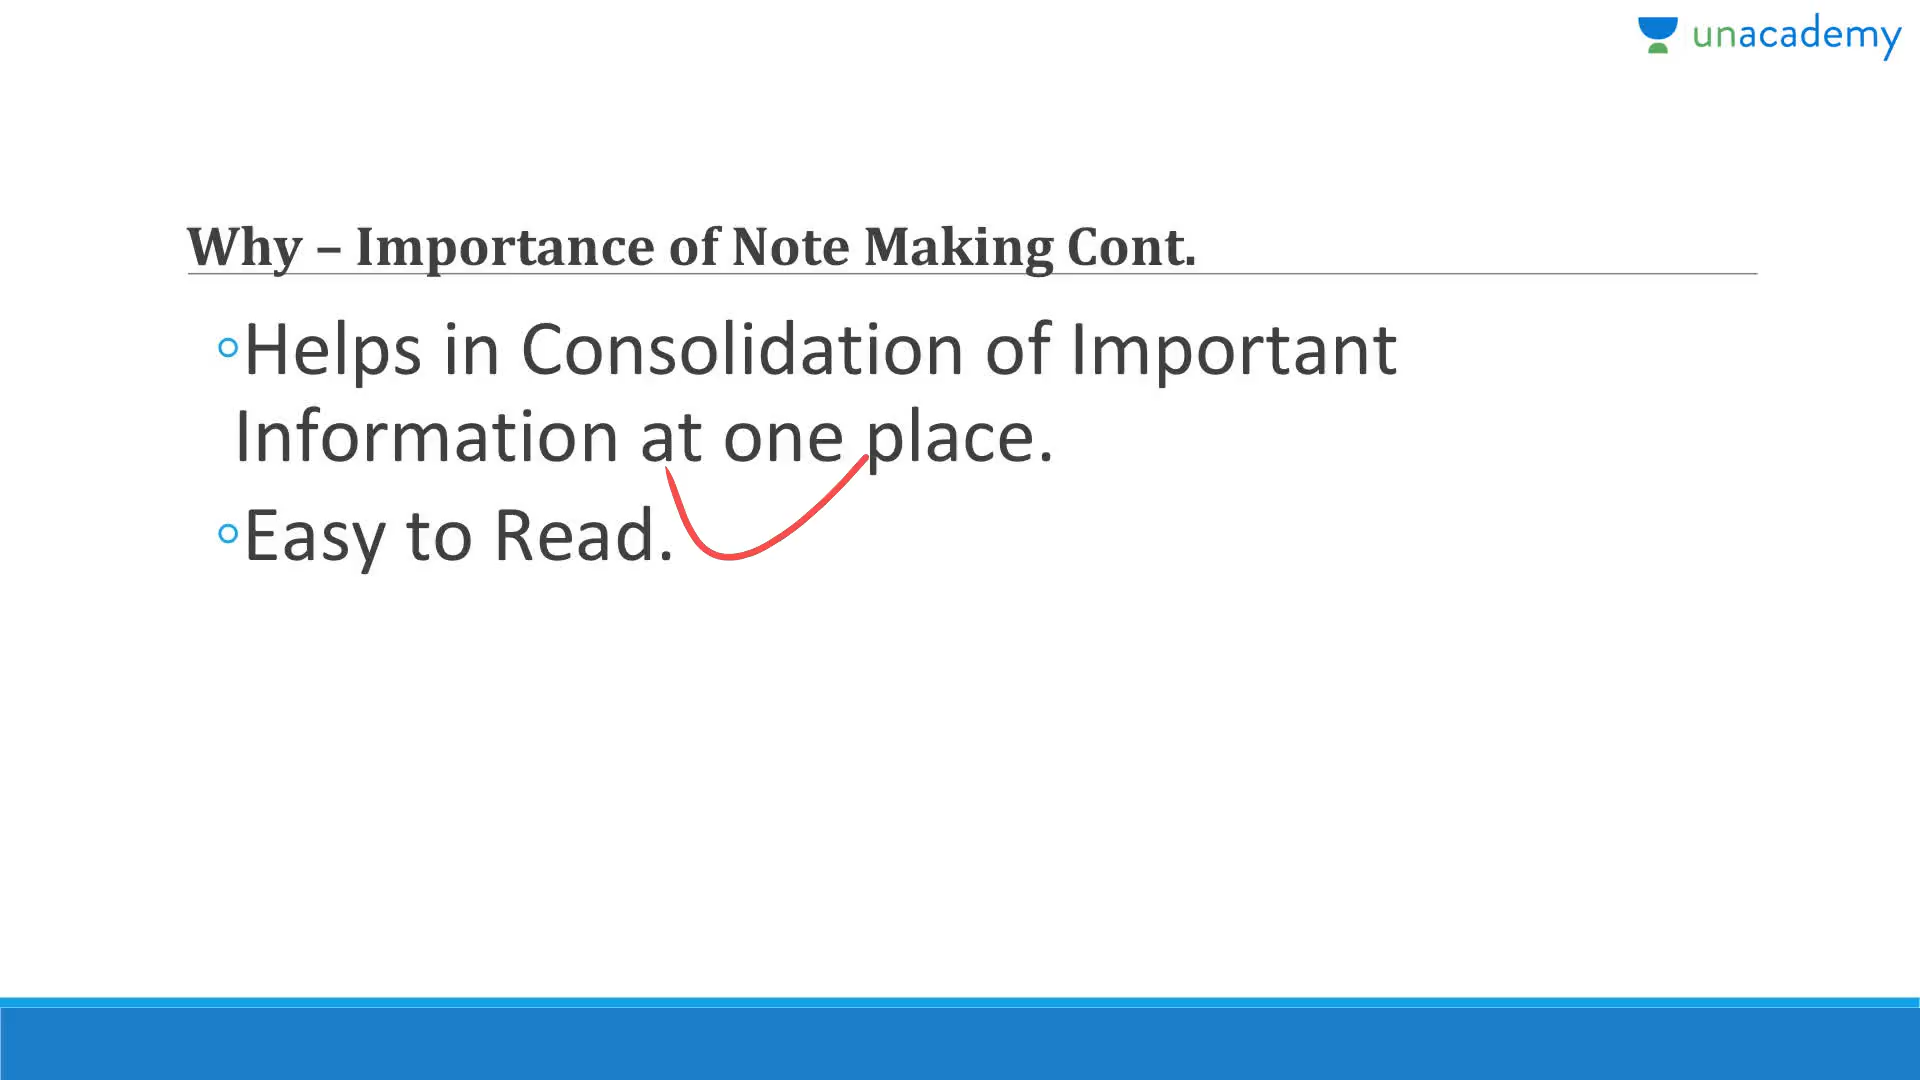 unacademy
Why – Importance of Note Making Cont.
◦Helps in Consolidation of Important
Information at one place.
◦Easy to Read.